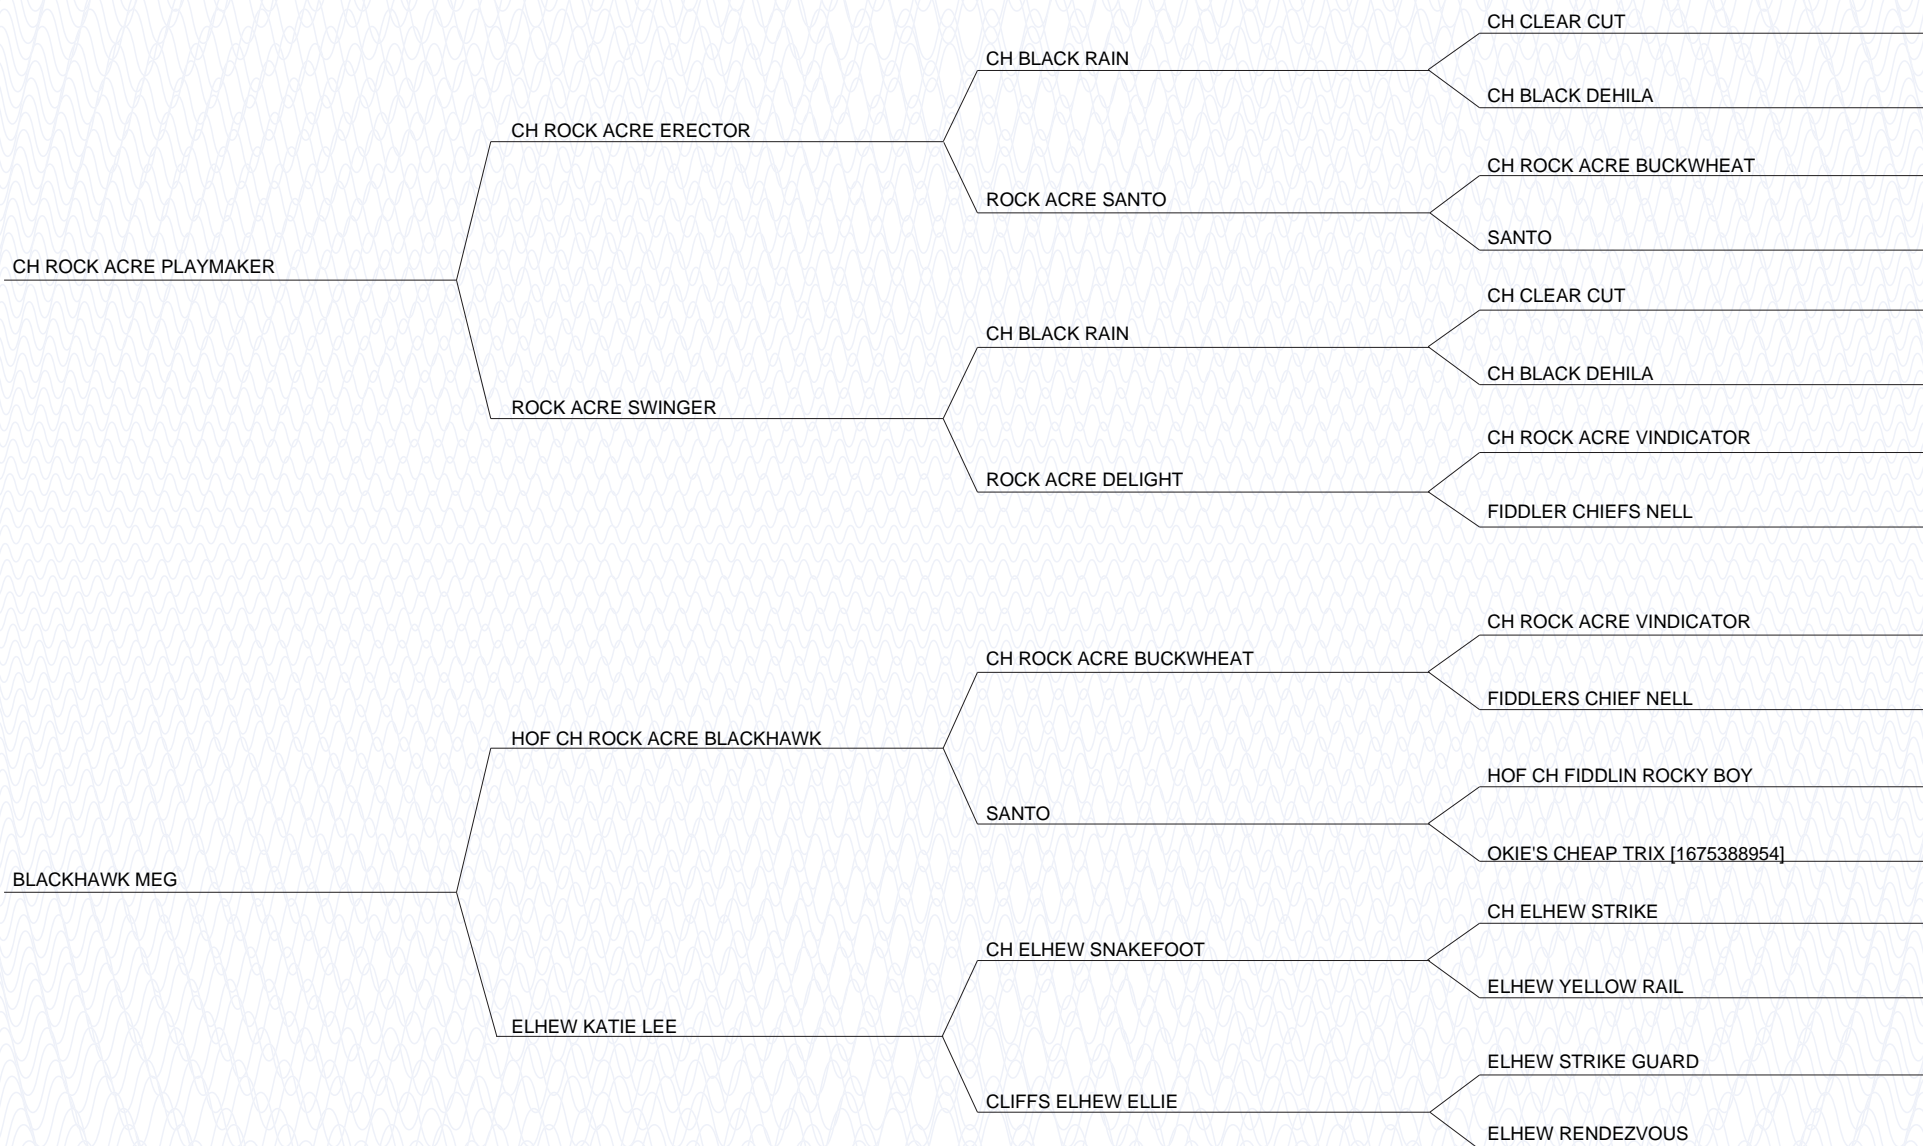 CH CLEAR CUT
CH BLACK RAIN
CH BLACK DEHILA
CH ROCK ACRE ERECTOR
CH ROCK ACRE BUCKWHEAT
ROCK ACRE SANTO
SANTO
CH ROCK ACRE PLAYMAKER
CH CLEAR CUT
CH BLACK RAIN
CH BLACK DEHILA
ROCK ACRE SWINGER
CH ROCK ACRE VINDICATOR
ROCK ACRE DELIGHT
FIDDLER CHIEFS NELL
CH ROCK ACRE VINDICATOR
CH ROCK ACRE BUCKWHEAT
FIDDLERS CHIEF NELL
HOF CH ROCK ACRE BLACKHAWK
HOF CH FIDDLIN ROCKY BOY
SANTO
OKIE'S CHEAP TRIX [1675388954]
BLACKHAWK MEG
CH ELHEW STRIKE
CH ELHEW SNAKEFOOT
ELHEW YELLOW RAIL
ELHEW KATIE LEE
ELHEW STRIKE GUARD
CLIFFS ELHEW ELLIE
ELHEW RENDEZVOUS